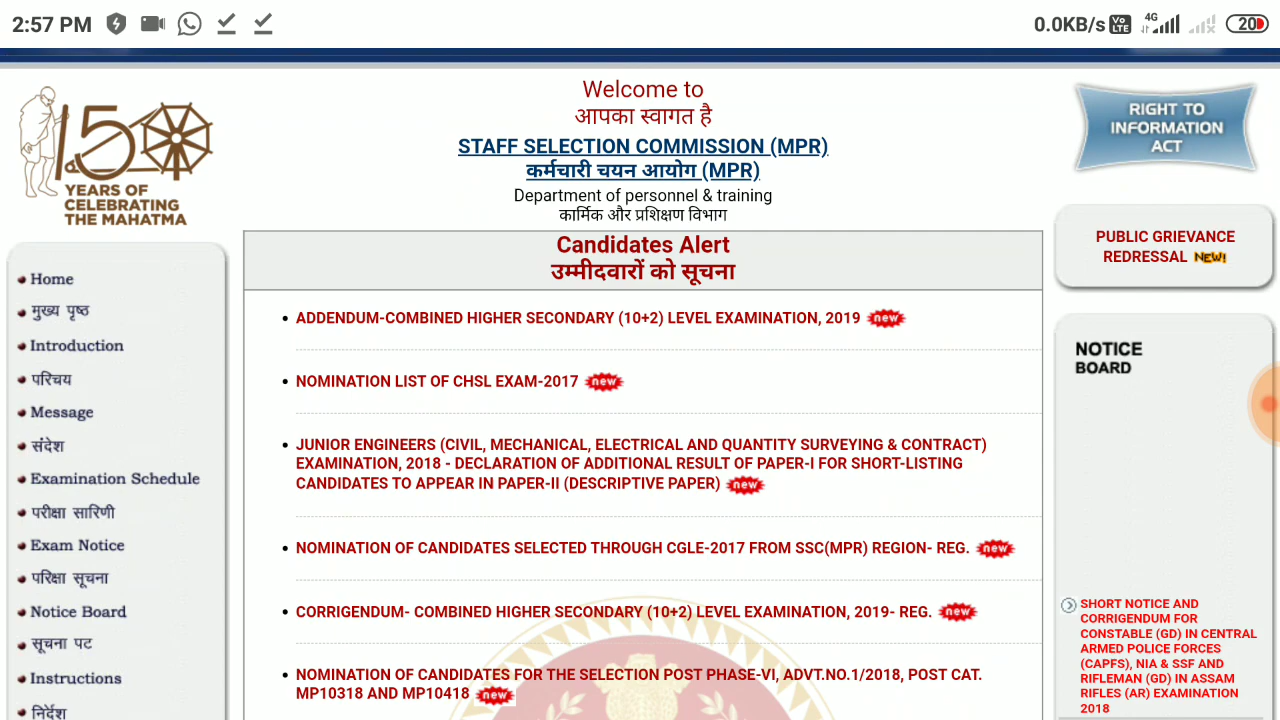 2:57 PM
0.0KB/s
Vo
LTE
4G
20
150
YEARS OF
CELEBRATING
THE MAHATMA
Welcome to
आपका स्वागत है
STAFF SELECTION COMMISSION (MPR)
कर्मचारी चयन आयोग (MPR)
Department of personnel & training
कार्मिक और प्रशिक्षण विभाग
RIGHT TO
INFORMATION
ACT
PUBLIC GRIEVANCE
REDRESSAL NEW!
Home
मुख्य पृष्ठ
Introduction
परिचय
Message
संदेश
Examination Schedule
परीक्षा सारिणी
Exam Notice
परिक्षा सूचना
Notice Board
सूचना पट
Instructions
निर्देश
Candidates Alert
उम्मीदवारों को सूचना
ADDENDUM-COMBINED HIGHER SECONDARY (10+2) LEVEL EXAMINATION, 2019 new
NOMINATION LIST OF CHSL EXAM-2017 new
JUNIOR ENGINEERS (CIVIL, MECHANICAL, ELECTRICAL AND QUANTITY SURVEYING & CONTRACT)
EXAMINATION, 2018 - DECLARATION OF ADDITIONAL RESULT OF PAPER-I FOR SHORT-LISTING
CANDIDATES TO APPEAR IN PAPER-II (DESCRIPTIVE PAPER) new
NOMINATION OF CANDIDATES SELECTED THROUGH CGLE-2017 FROM SSC(MPR) REGION- REG. new
CORRIGENDUM- COMBINED HIGHER SECONDARY (10+2) LEVEL EXAMINATION, 2019- REG. new
NOMINATION OF CANDIDATES FOR THE SELECTION POST PHASE-VI, ADVT.NO.1/2018, POST CAT.
MP10318 AND MP10418 new
NOTICE
BOARD
SHORT NOTICE AND
CORRIGENDUM FOR
CONSTABLE (GD) IN CENTRAL
ARMED POLICE FORCES
(CAPFS), NIA & SSF AND
RIFLEMAN (GD) IN ASSAM
RIFLES (AR) EXAMINATION
2018